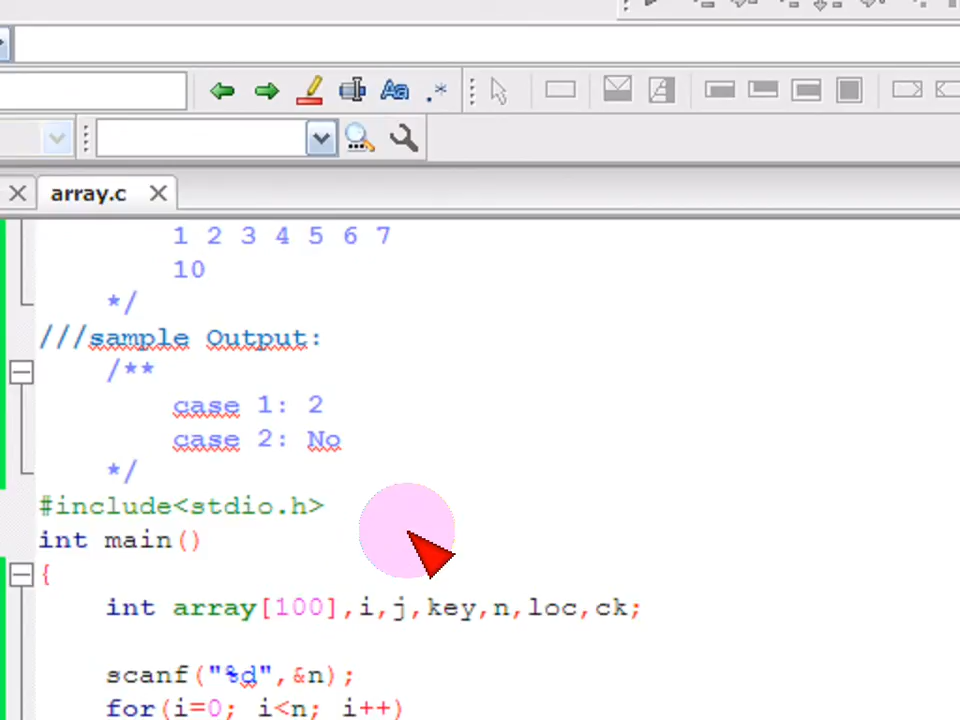 Aa .*
array.c
1 2 3 4 5 6 7
10
*/
///sample Output:
/**
case 1: 2
case 2: No
*/
#include<stdio.h>
int main()
{
int array[100],i,j,key,n,loc,ck;
scanf("%d",&n);
for(i=0; i<n; i++)